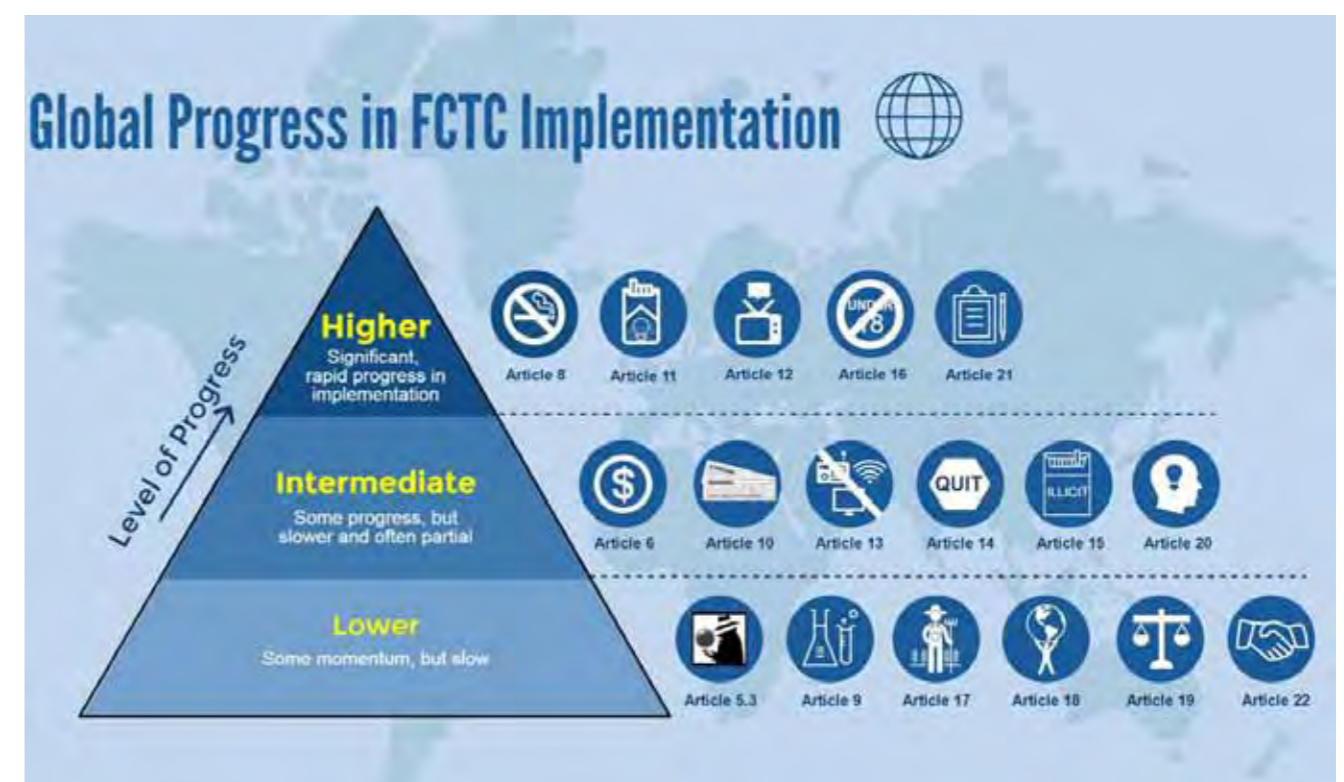 Global Progress in FCTC Implementation
Level of Progress
Higher
Significant,
rapid progress in
implementation
UNDER
18
Article 8
Article 11
Article 12
Article 16
Article 21
Intermediate
Some progress, but
slower and often partial
$
QUIT
ILLICIT
Article 6
Article 10
Article 13
Article 14
Article 15
Article 20
Lower
Some momentum, but slow
Article 5.3
Article 9
Article 17
Article 18
Article 19
Article 22